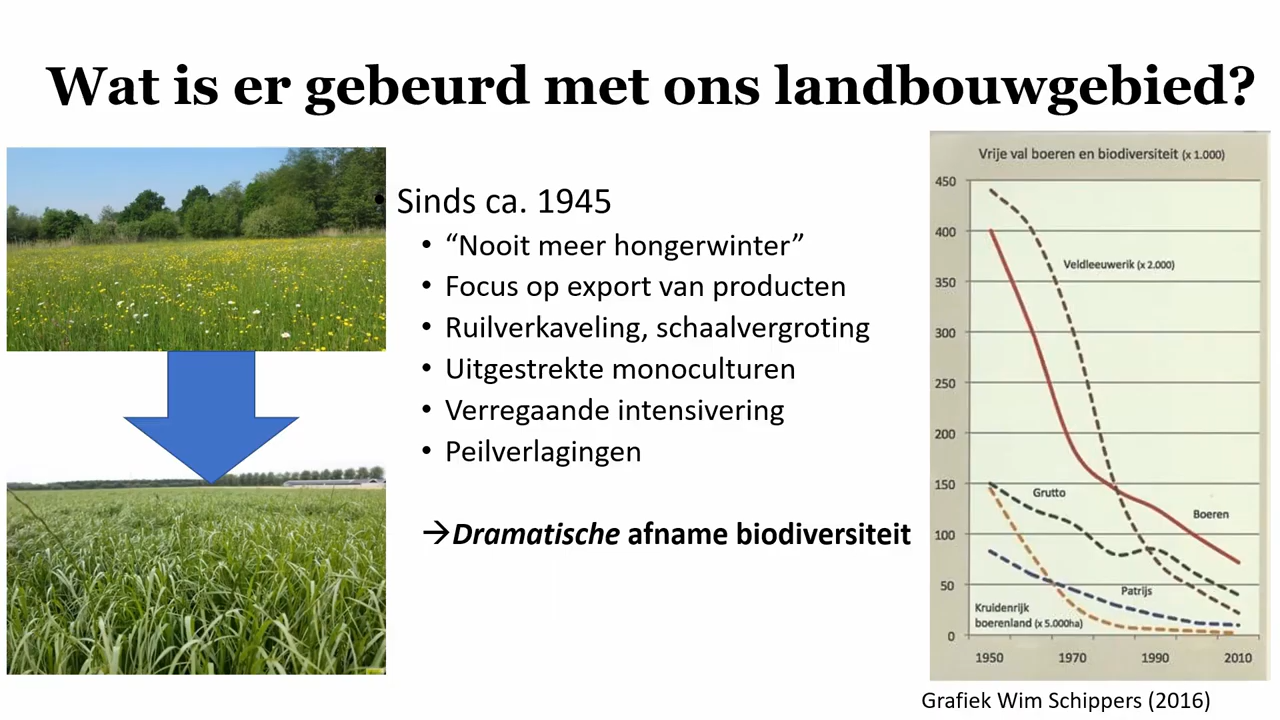 Wat is er gebeurd met ons landbouwgebied?
• Sinds ca. 1945
• “Nooit meer hongerwinter”
• Focus op export van producten
• Ruilverkaveling, schaalvergroting
• Uitgestrekte monoculturen
• Verregaande intensivering
• Peilverlagingen
→Dramatische afname biodiversiteit
Vrije val boeren en biodiversiteit (x 1.000)
450
400
350
300
250
200
150
100
50
0
Veldleeuwerik (x 2.000)
Grutto
Boeren
Patrijs
Kruidenrijk
boerenland (x 5.000ha)
1950 1970 1990 2010
Grafiek Wim Schippers (2016)